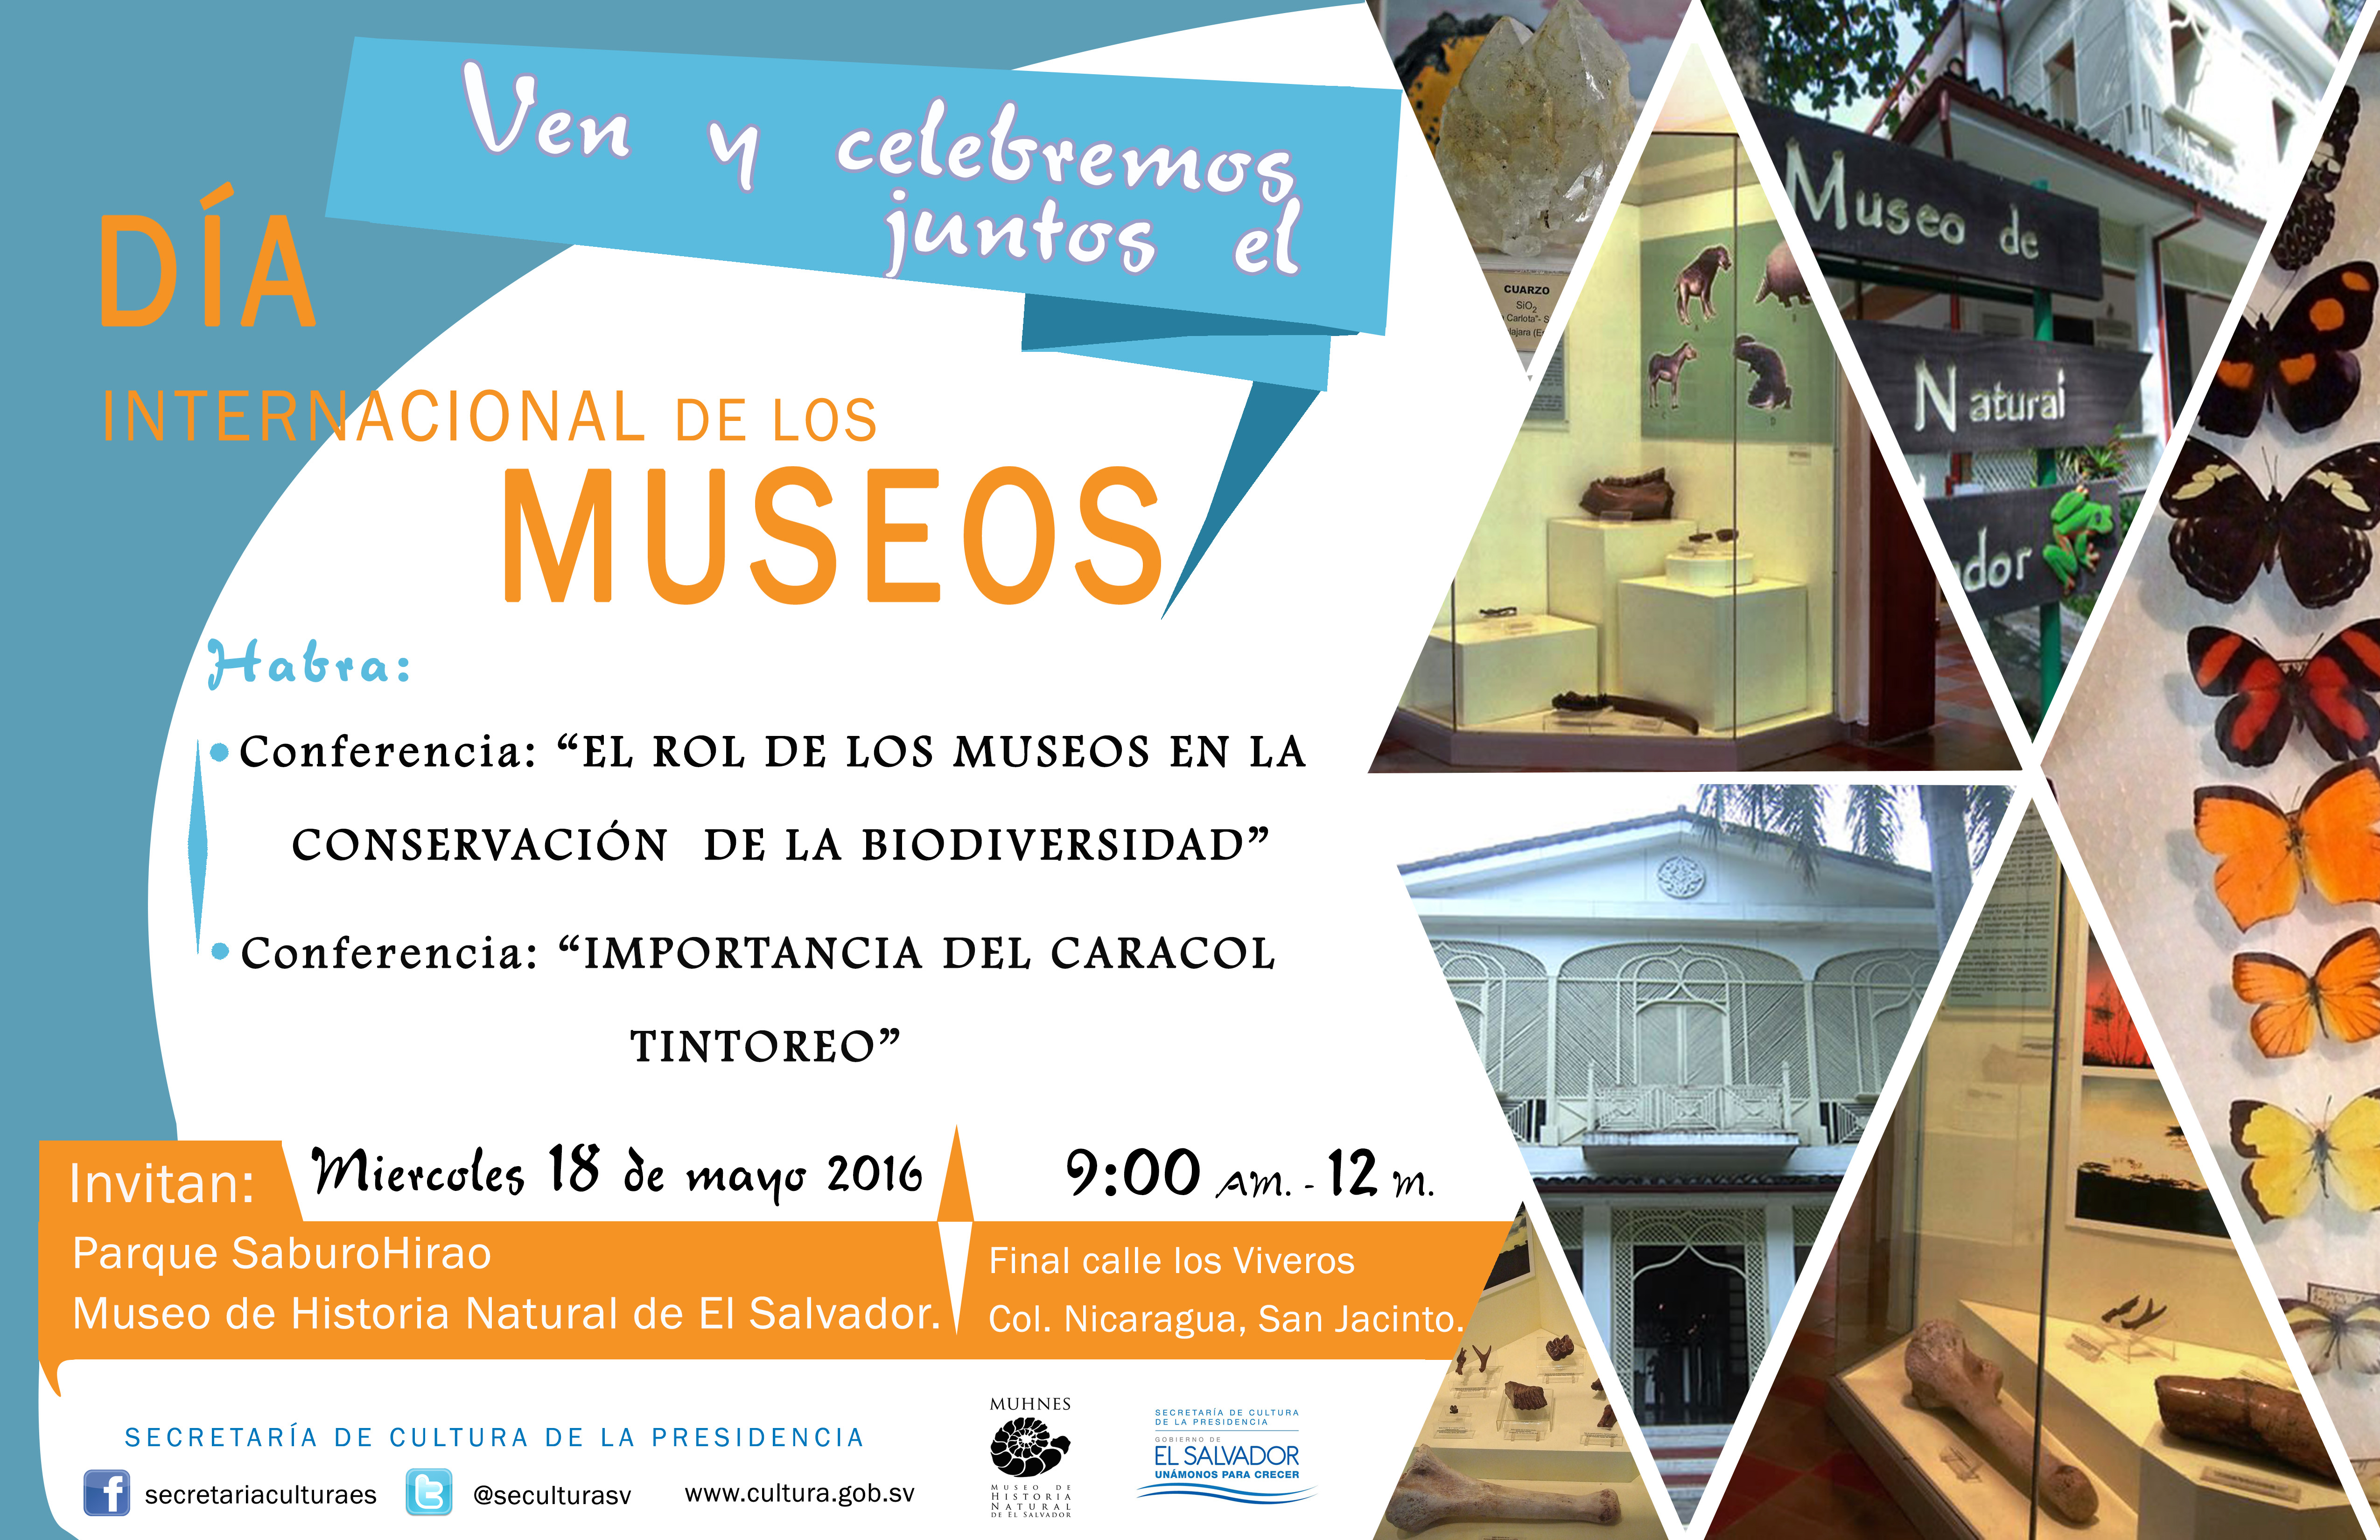 Ven y celebremos
juntos el
DÍA
INTERNACIONAL DE LOS
MUSEOS
Habra:
• Conferencia: “EL ROL DE LOS MUSEOS EN LA
CONSERVACIÓN DE LA BIODIVERSIDAD”
• Conferencia: “IMPORTANCIA DEL CARACOL
TINTOREO”
Miercoles 18 de mayo 2016
9:00 AM. - 12 M.
Invitan:
Parque SaburoHirao
Museo de Historia Natural de El Salvador.
Final calle los Viveros
Col. Nicaragua, San Jacinto.
SECRETARÍA DE CULTURA DE LA PRESIDENCIA
secretariaculturaes
@seculturasv
www.cultura.gob.sv
MUHNES
MUSEO DE
HISTORIA
NATURAL
DE EL SALVADOR
SECRETARÍA DE CULTURA
DE LA PRESIDENCIA
GOBIERNO DE
EL SALVADOR
UNÁMONOS PARA CRECER
CUARZO
SiO2
Carlota"- S
Museo de
Natural
dor